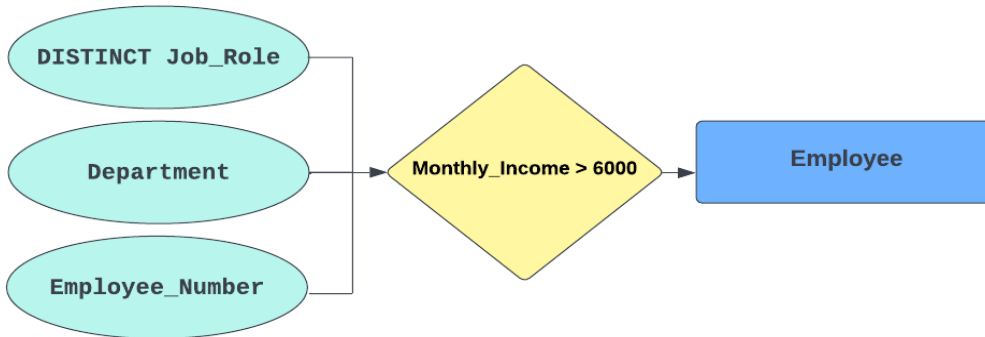 DISTINCT Job_Role
Department
Employee_Number
Monthly_Income > 6000
Employee